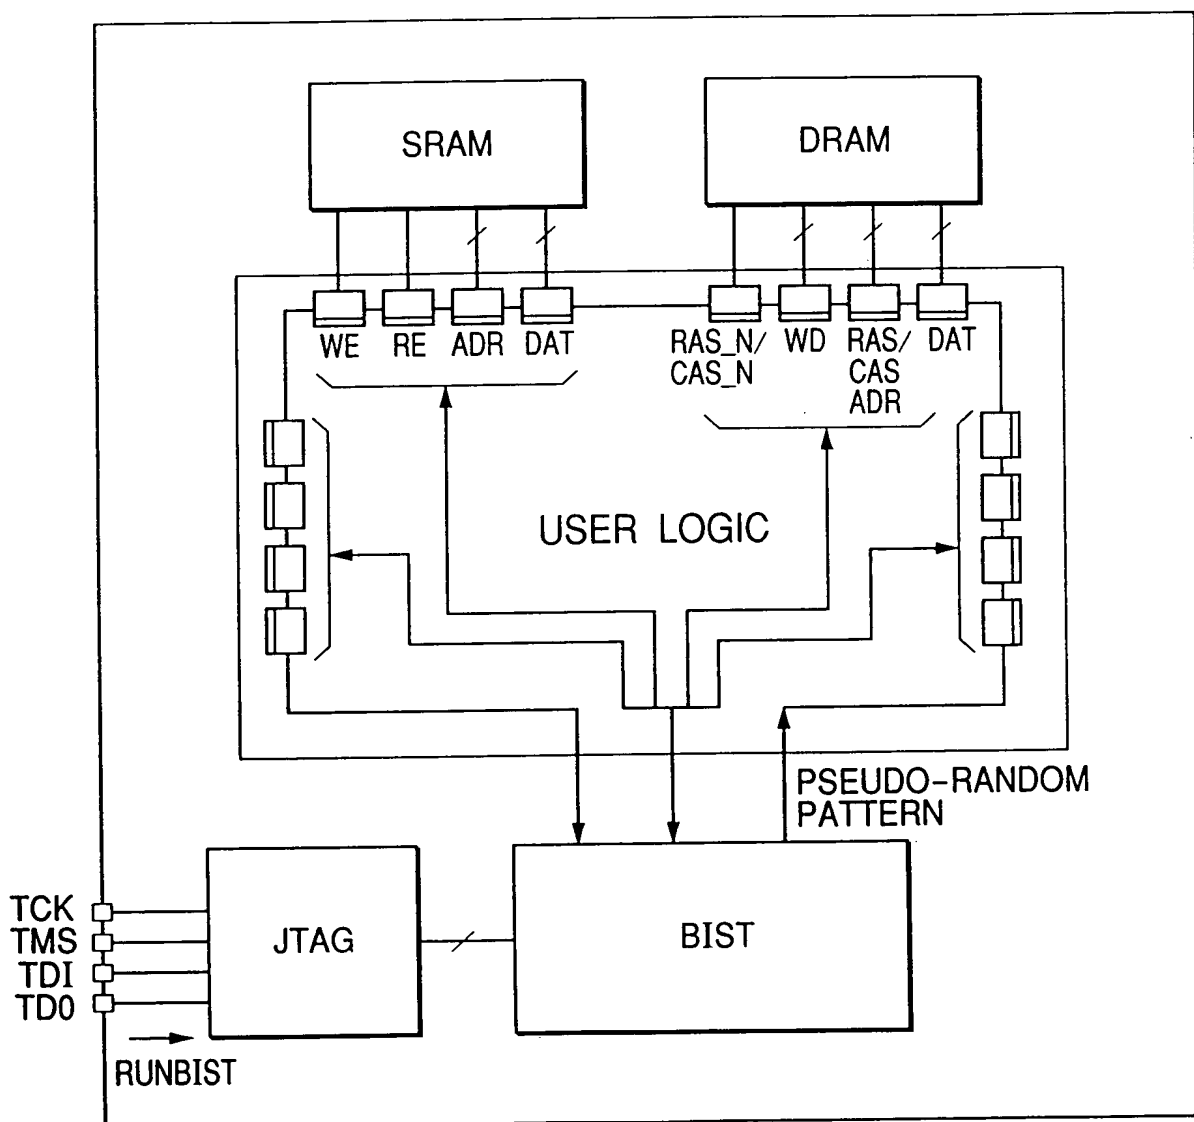 SRAM
DRAM
WE RE ADR DAT
RAS_N/ WD RAS/ DAT
CAS_N CAS
ADR
USER LOGIC
PSEUDO-RANDOM
PATTERN
TCK
TMS
TDI
TD0
JTAG
BIST
RUNBIST